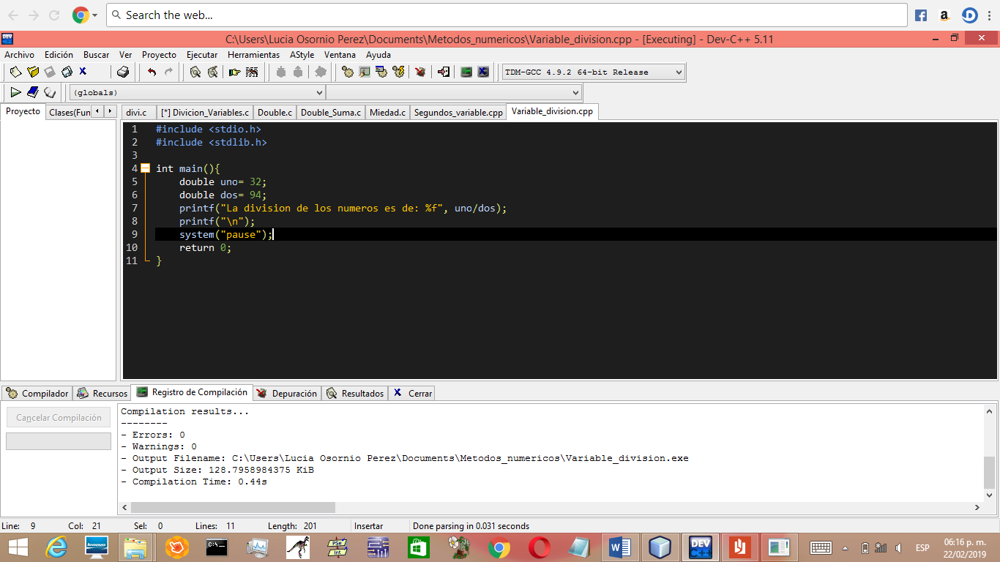 Search the web...
C:\Users\Lucia Osornio Perez\Documents\Metodos_numericos\Variable_division.cpp - [Executing] - Dev-C++ 5.11
Archivo Edición Buscar Ver Proyecto Ejecutar Herramientas AStyle Ventana Ayuda
TDM-GCC 4.9.2 64-bit Release
(globals)
Proyecto Clases(Fun divi.c [*] Divicion_Variables.c Double.c Double_Suma.c Miedad.c Segundos_variable.cpp Variable_division.cpp
1 #include <stdio.h>
2 #include <stdlib.h>
3
4 int main(){
5 double uno= 32;
6 double dos= 94;
7 printf("La division de los numeros es de: %f", uno/dos);
8 printf("\n");
9 system("pause");
10 return 0;
11 }
Compilador Recursos Registro de Compilación Depuración Resultados Cerrar
Cancelar Compilación
Compilation results...
--------
- Errors: 0
- Warnings: 0
- Output Filename: C:\Users\Lucia Osornio Perez\Documents\Metodos_numericos\Variable_division.exe
- Output Size: 128.7958984375 KiB
- Compilation Time: 0.44s
Line: 9 Col: 21 Sel: 0 Lines: 11 Length: 201 Insertar Done parsing in 0.031 seconds
lenovo
C:\
PSe
Int
DEV
C++
ESP
06:16 p. m.
22/02/2019